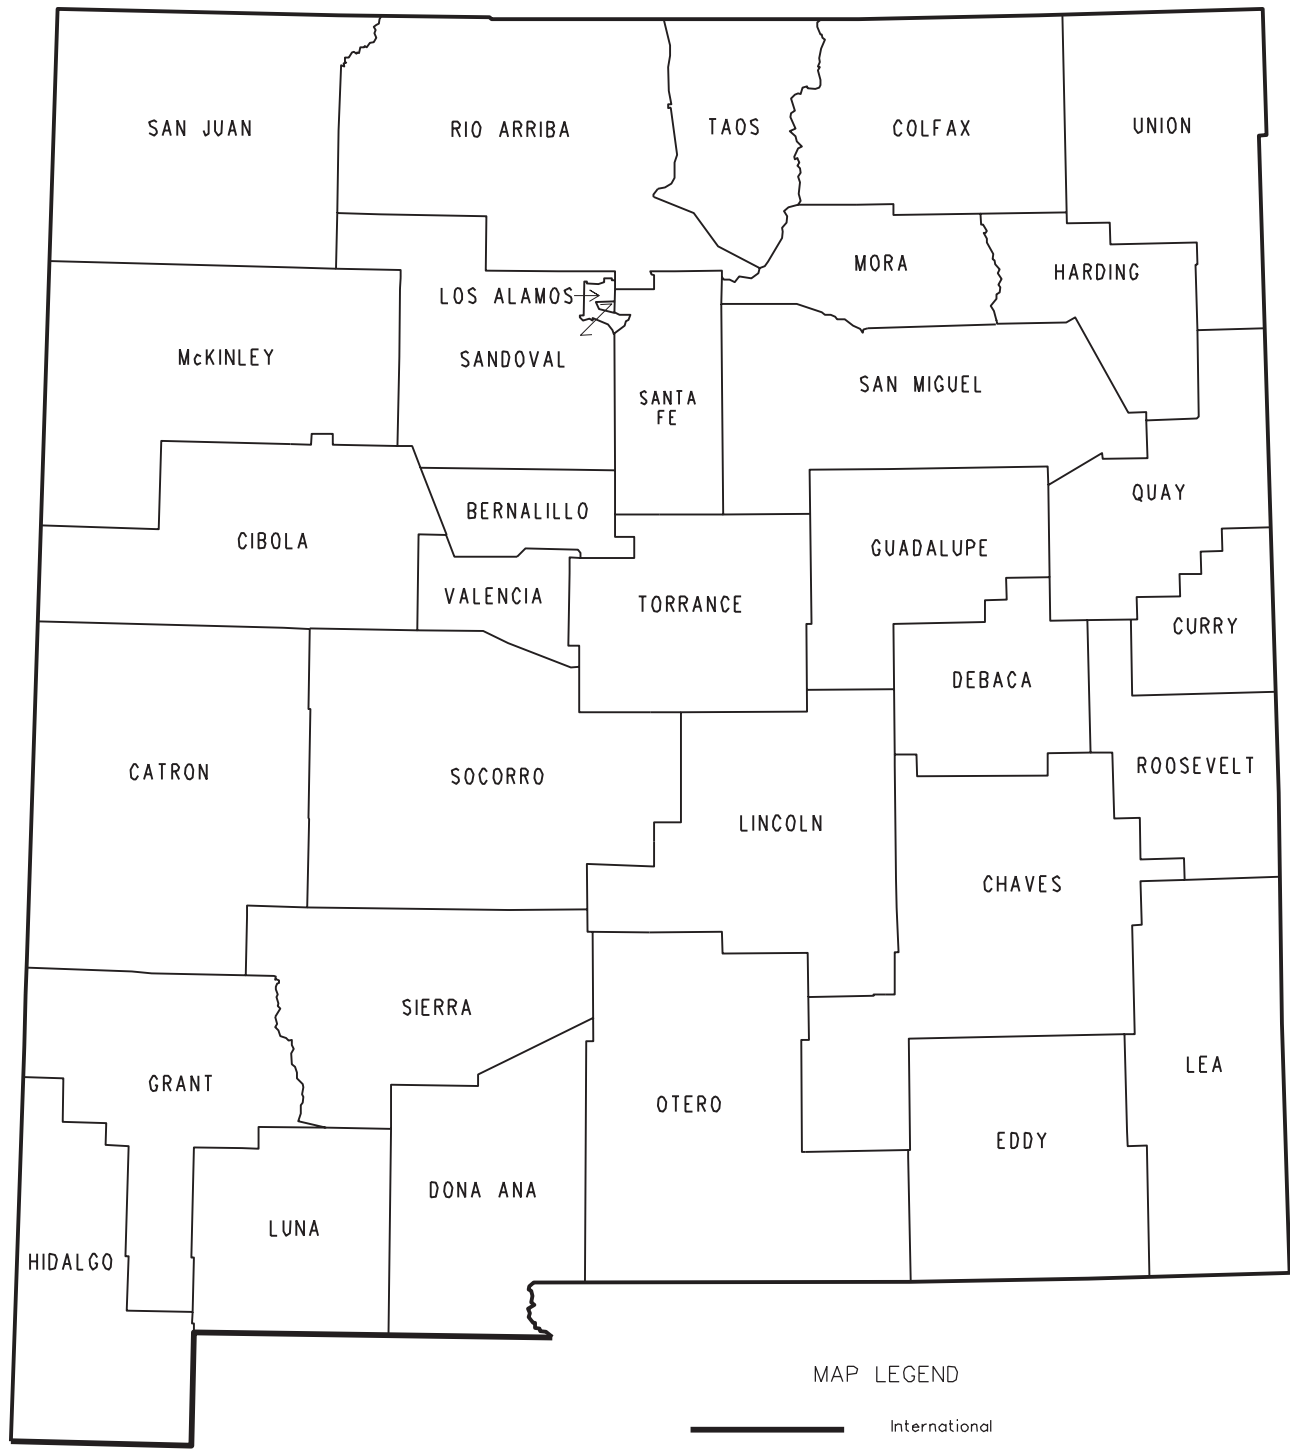 SAN JUAN
RIO ARRIBA
TAOS
COLFAX
UNION
MORA
HARDING
LOS ALAMOS
McKINLEY
SANDOVAL
SANTA
FE
SAN MIGUEL
QUAY
BERNALILLO
CIBOLA
GUADALUPE
VALENCIA
TORRANCE
CURRY
DEBACA
CATRON
SOCORRO
ROOSEVELT
LINCOLN
CHAVES
SIERRA
GRANT
OTERO
LEA
EDDY
DONA ANA
LUNA
HIDALGO
MAP LEGEND
International